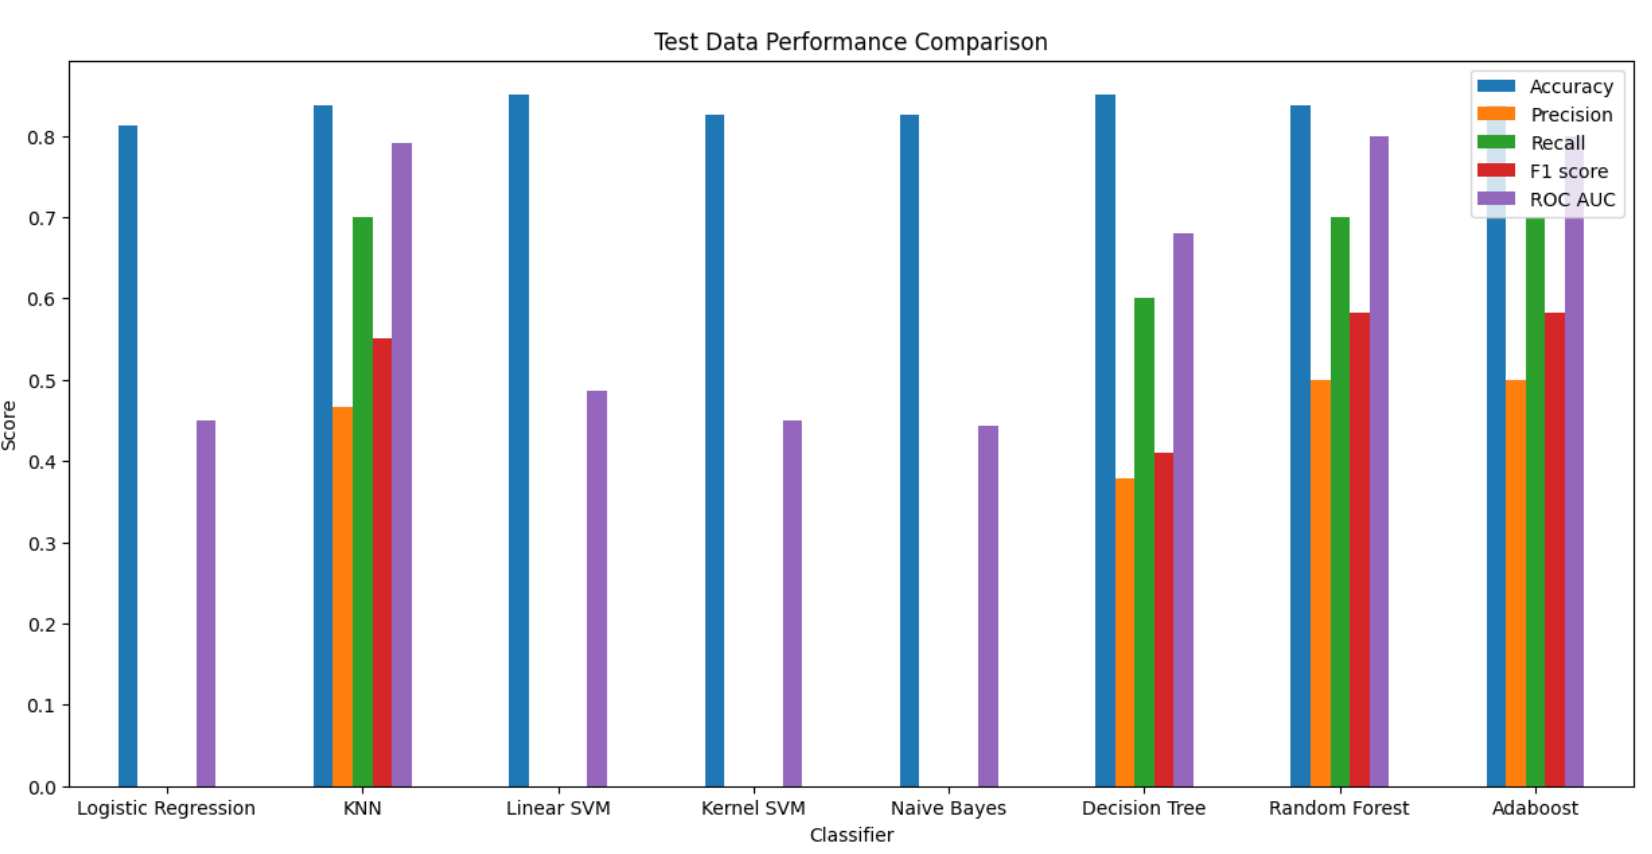 Test Data Performance Comparison
Accuracy
Precision
Recall
F1 score
ROC AUC
0.8
0.7
0.6
0.5
0.4
0.3
0.2
0.1
0.0
Score
Logistic Regression KNN Linear SVM Kernel SVM Naive Bayes Decision Tree Random Forest Adaboost
Classifier